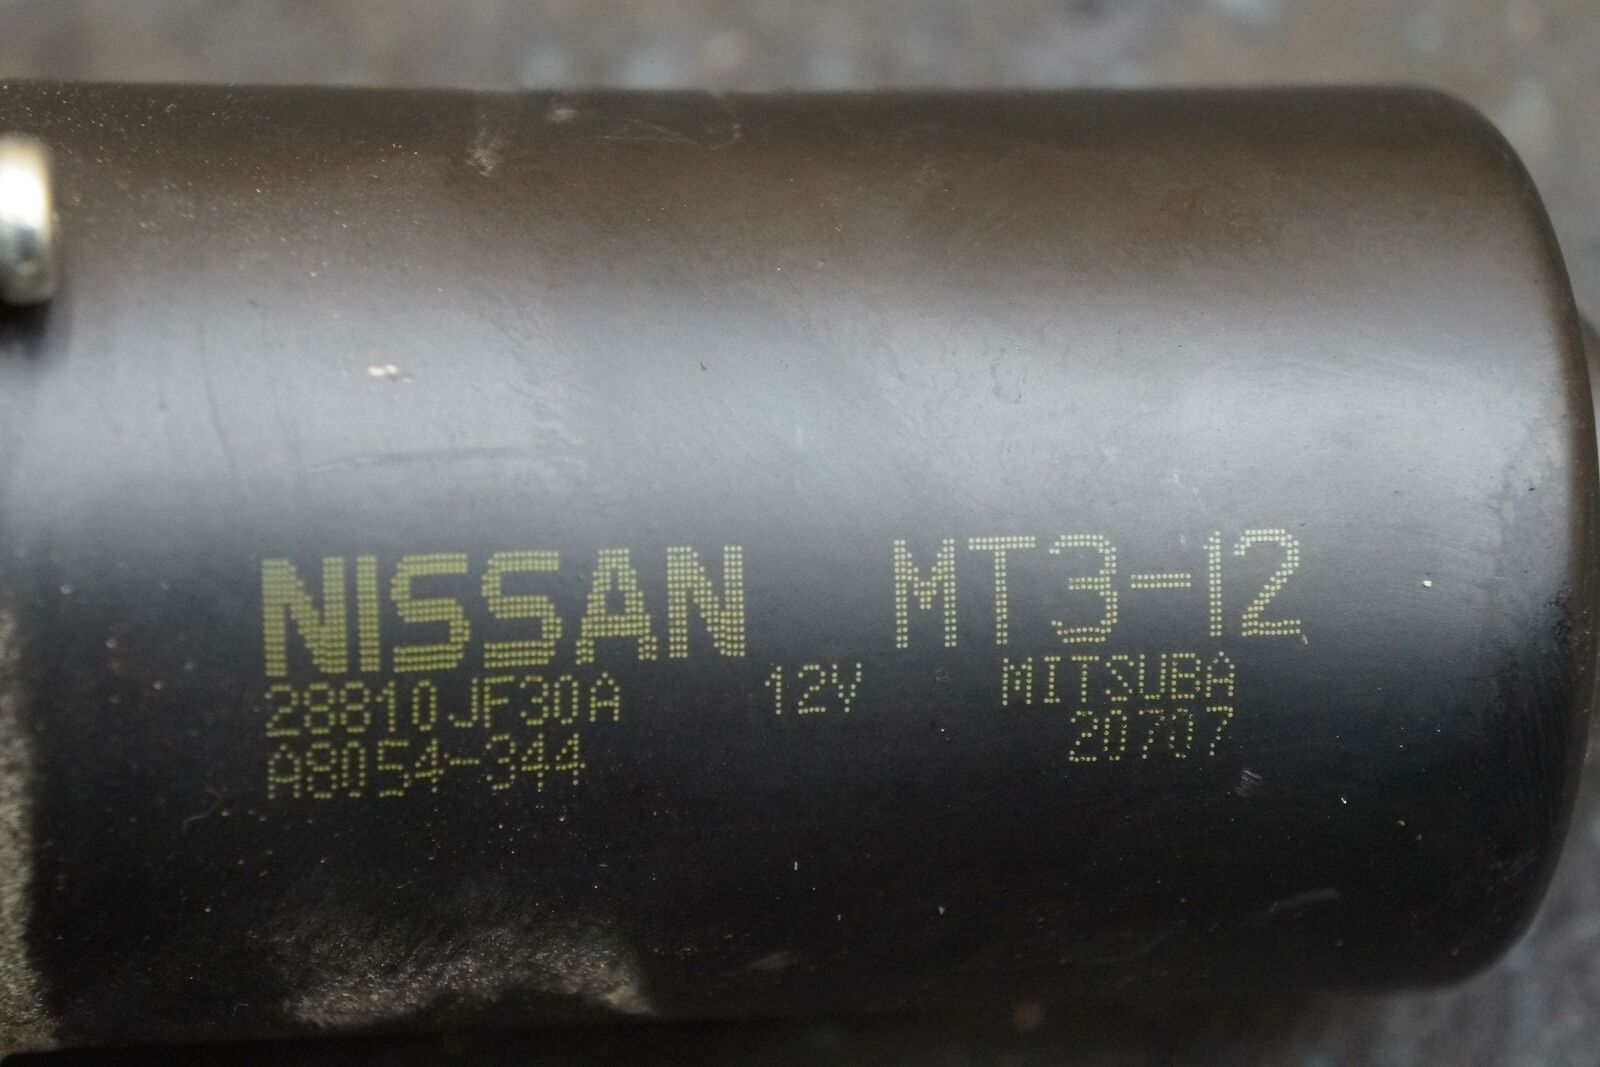 NISSAN MT3-12
28810JF30A 12V MITSUBA
A8054-344 20707